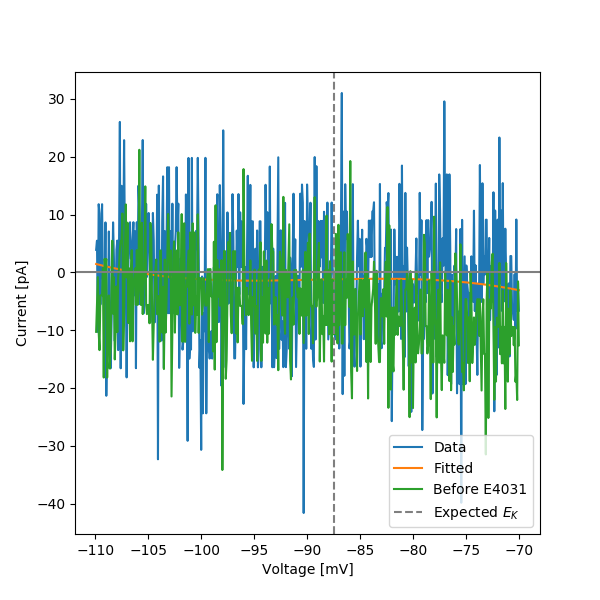 30
20
10
0
−10
−20
−30
−40
Current [pA]
Data
Fitted
Before E4031
Expected E_K
−110 −105 −100 −95 −90 −85 −80 −75 −70
Voltage [mV]